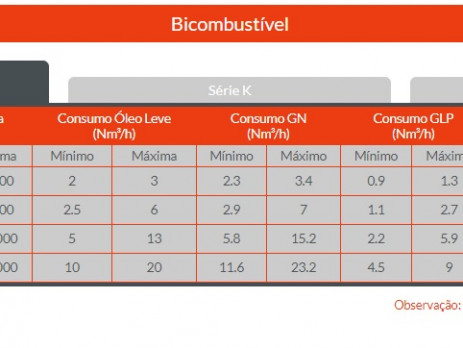 Bicombustível
Série K
Consumo Óleo Leve (Nm³/h) Consumo GN (Nm³/h) Consumo GLP (Nm³/h)
Mínimo Máxima Mínimo Máximo Mínimo
00 2 3 2.3 3.4 0.9 1.3
00 2.5 6 2.9 7 1.1 2.7
000 5 13 5.8 15.2 2.2 5.9
000 10 20 11.6 23.2 4.5 9
Observação: